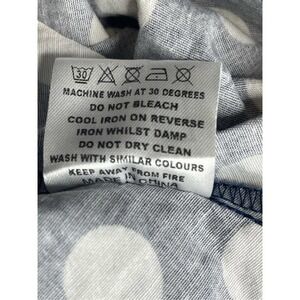 30
MACHINE WASH AT 30 DEGREES
DO NOT BLEACH
COOL IRON ON REVERSE
IRON WHILST DAMP
DO NOT DRY CLEAN
WASH WITH SIMILAR COLOURS
KEEP AWAY FROM FIRE
MADE IN CHINA